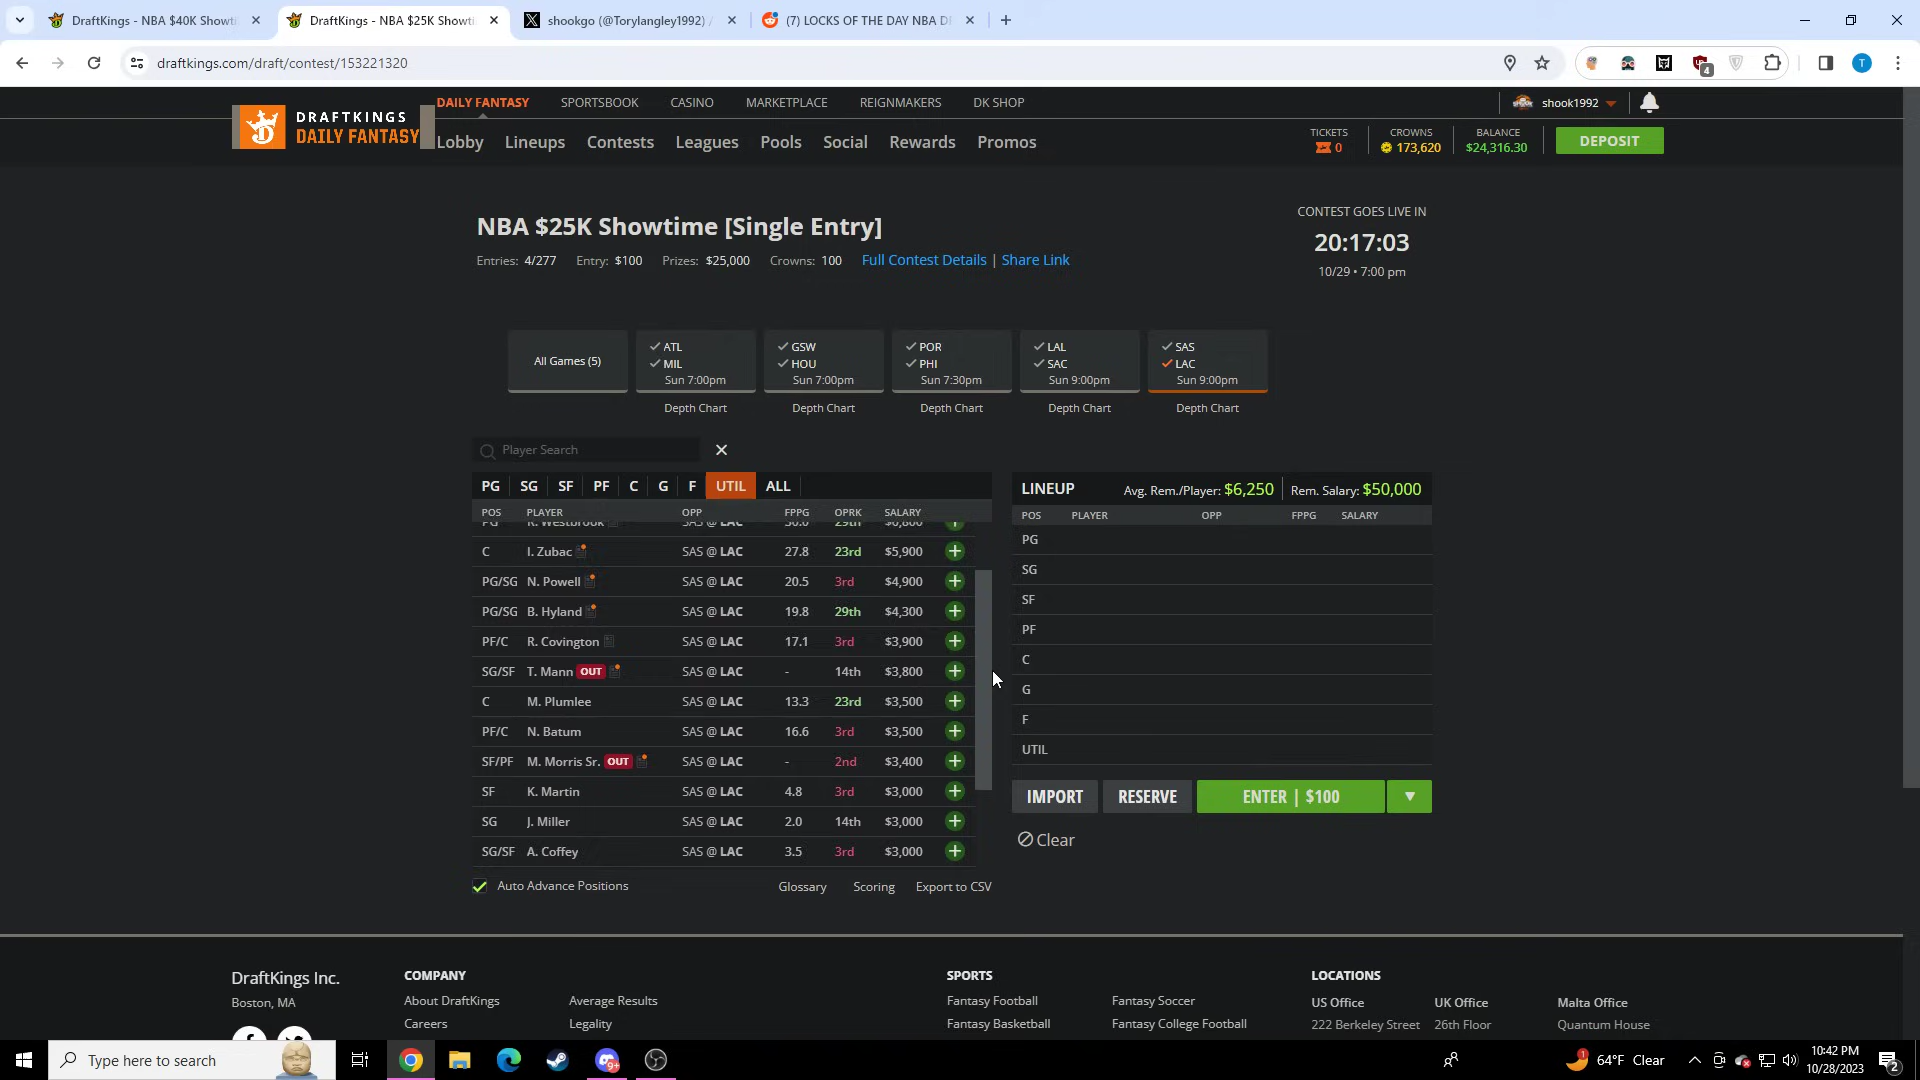 DraftKings - NBA $40K Showti
DraftKings - NBA $25K Showti
shookgo (@Torylangley1992) /
(7) LOCKS OF THE DAY NBA D
draftkings.com/draft/contest/153221320
4
T
DRAFTKINGS
DAILY FANTASY
DAILY FANTASY SPORTSBOOK CASINO MARKETPLACE REIGNMAKERS DK SHOP
shook1992
Lobby Lineups Contests Leagues Pools Social Rewards Promos
TICKETS
0
CROWNS
173,620
BALANCE
$24,316.30
DEPOSIT
NBA $25K Showtime [Single Entry]
Entries: 4/277 Entry: $100 Prizes: $25,000 Crowns: 100 Full Contest Details | Share Link
CONTEST GOES LIVE IN
20:17:03
10/29 • 7:00 pm
All Games (5)
ATL
MIL
Sun 7:00pm
Depth Chart
GSW
HOU
Sun 7:00pm
Depth Chart
POR
PHI
Sun 7:30pm
Depth Chart
LAL
SAC
Sun 9:00pm
Depth Chart
SAS
LAC
Sun 9:00pm
Depth Chart
Player Search
PG SG SF PF C G F UTIL ALL
POS PLAYER OPP FPPG OPRK SALARY
PG R. Westbrook SAS @ LAC 29th $6,800
C I. Zubac SAS @ LAC 27.8 23rd $5,900
PG/SG N. Powell SAS @ LAC 20.5 3rd $4,900
PG/SG B. Hyland SAS @ LAC 19.8 29th $4,300
PF/C R. Covington SAS @ LAC 17.1 3rd $3,900
SG/SF T. Mann OUT SAS @ LAC - 14th $3,800
C M. Plumlee SAS @ LAC 13.3 23rd $3,500
PF/C N. Batum SAS @ LAC 16.6 3rd $3,500
SF/PF M. Morris Sr. OUT SAS @ LAC - 2nd $3,400
SF K. Martin SAS @ LAC 4.8 3rd $3,000
SG J. Miller SAS @ LAC 2.0 14th $3,000
SG/SF A. Coffey SAS @ LAC 3.5 3rd $3,000
Auto Advance Positions Glossary Scoring Export to CSV
LINEUP Avg. Rem./Player: $6,250 Rem. Salary: $50,000
POS PLAYER OPP FPPG SALARY
PG
SG
SF
PF
C
G
F
UTIL
IMPORT RESERVE ENTER | $100
Clear
DraftKings Inc.
Boston, MA
COMPANY
About DraftKings Average Results
Careers Legality
SPORTS
Fantasy Football Fantasy Soccer
Fantasy Basketball Fantasy College Football
LOCATIONS
US Office UK Office Malta Office
222 Berkeley Street 26th Floor Quantum House
Type here to search
9+
1
64°F Clear
10:42 PM
10/28/2023
2